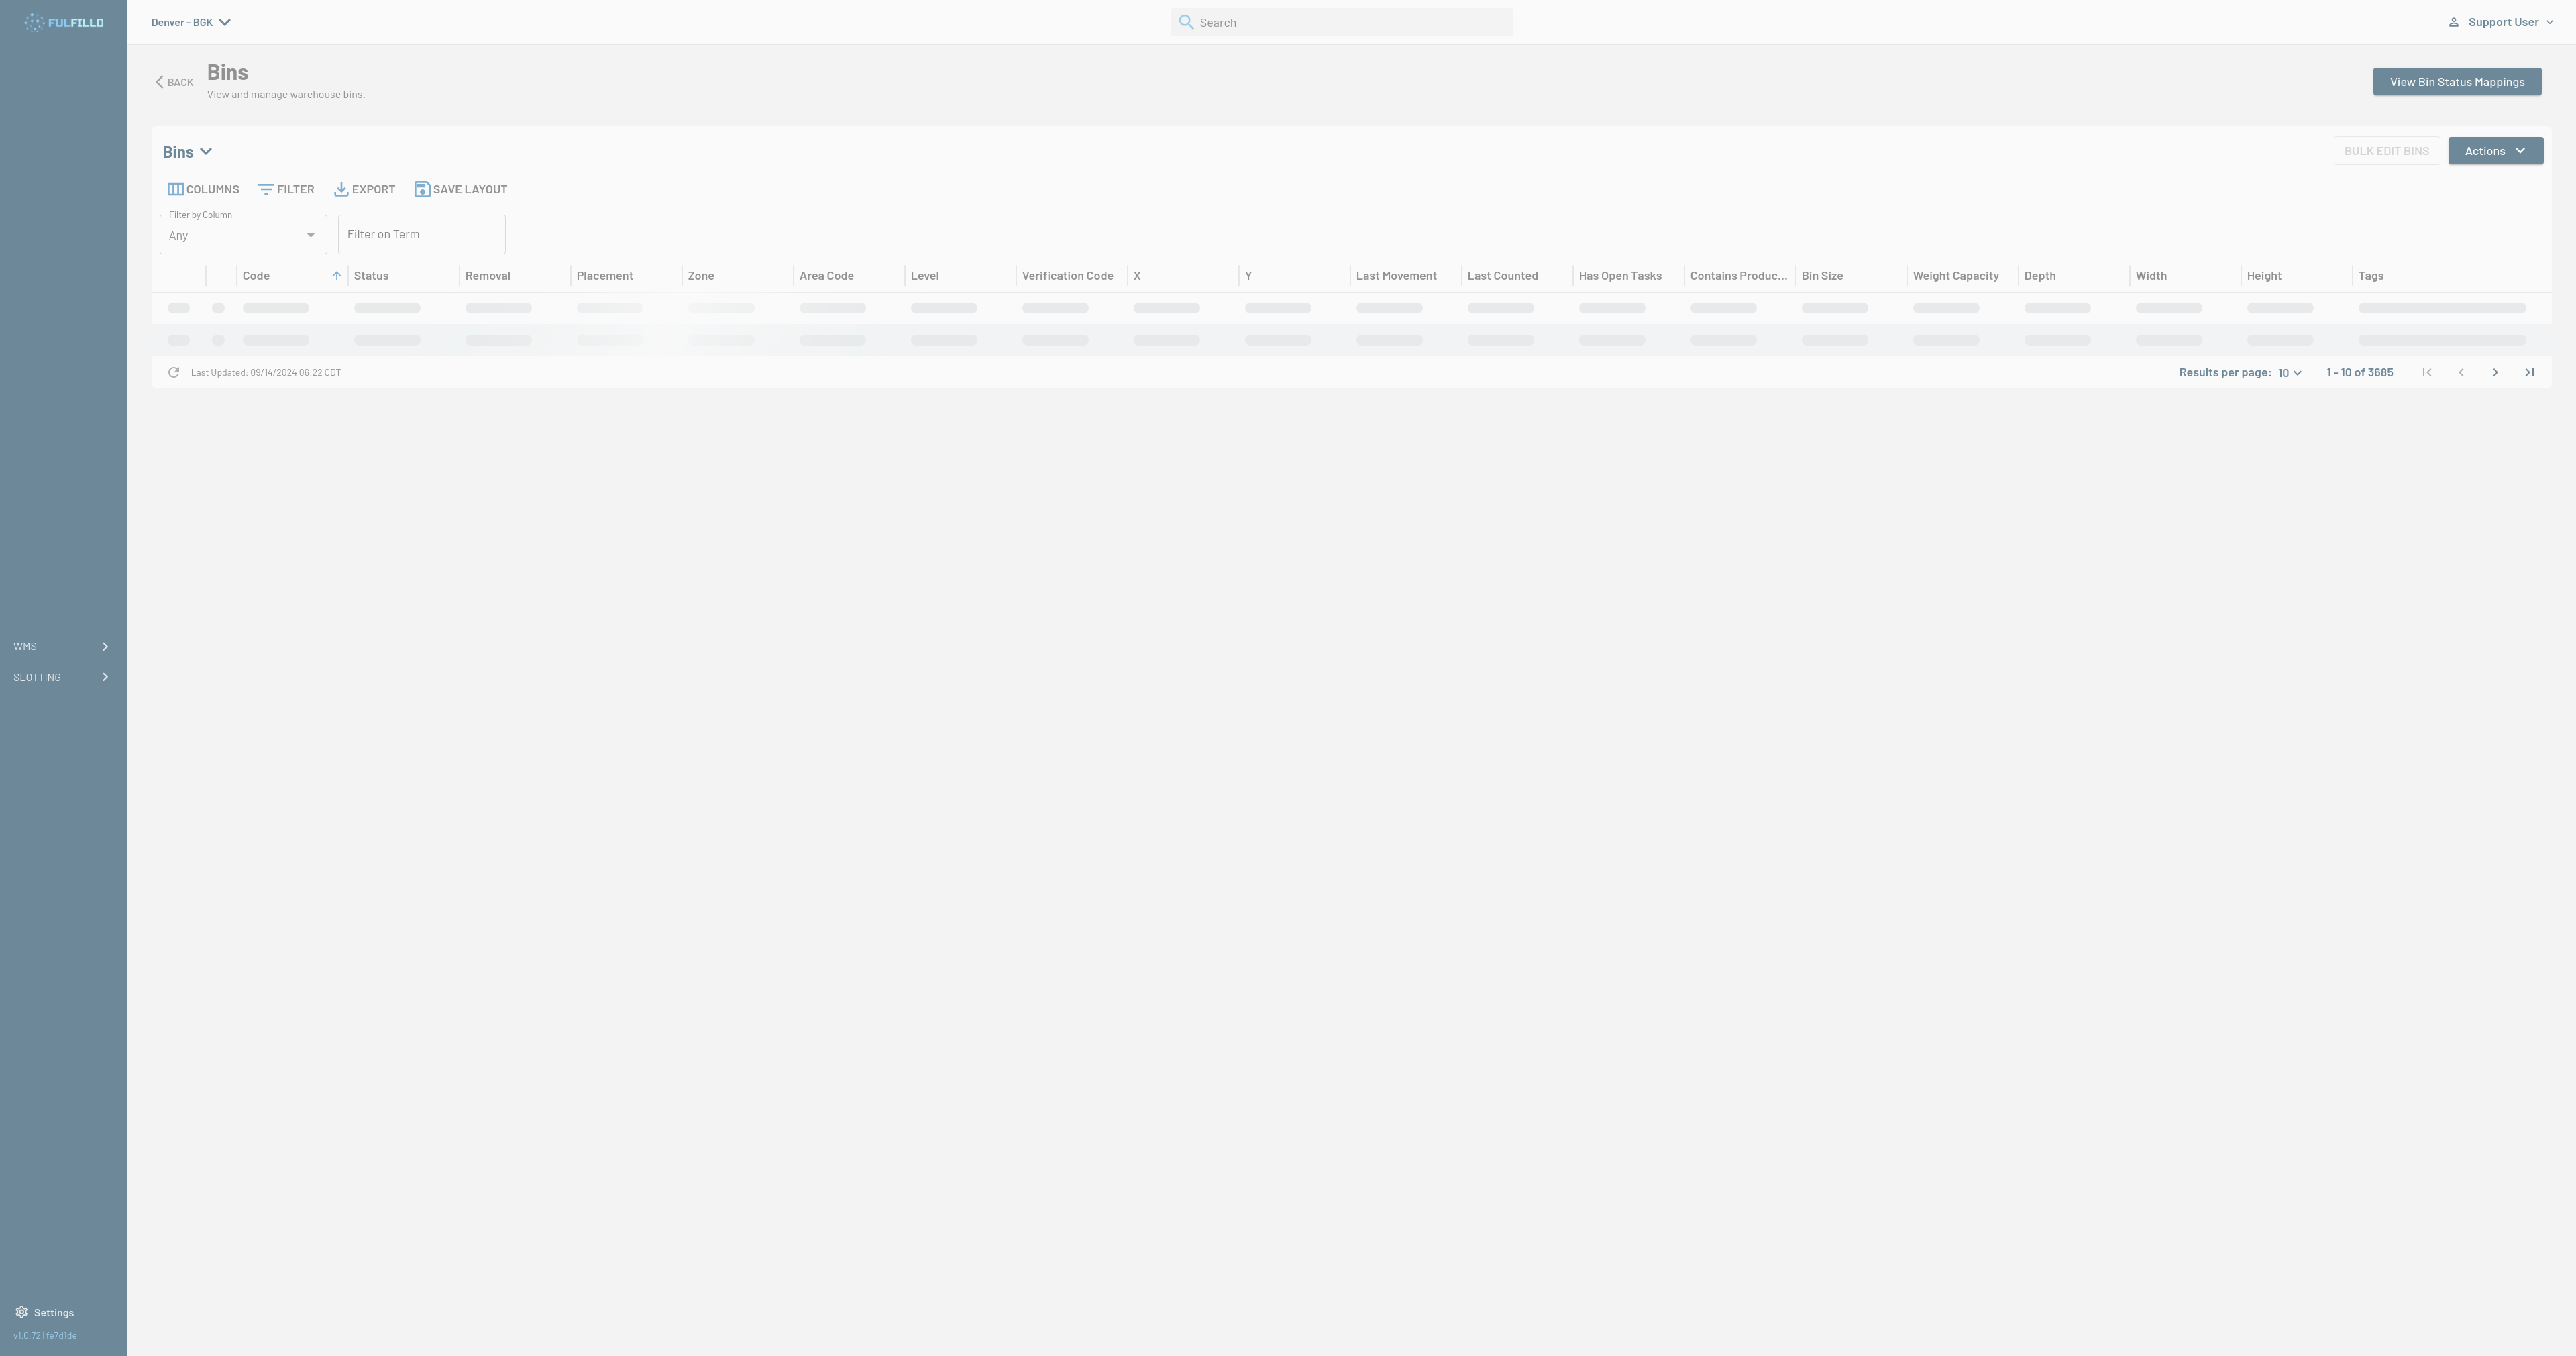 FULFILLD
Denver - BGK
Search
Support User
BACK
Bins
View and manage warehouse bins.
View Bin Status Mappings
Bins
BULK EDIT BINS
Actions
COLUMNS FILTER EXPORT SAVE LAYOUT
Filter by Column
Any
Filter on Term
Code Status Removal Placement Zone Area Code Level Verification Code X Y Last Movement Last Counted Has Open Tasks Contains Produc... Bin Size Weight Capacity Depth Width Height Tags
Last Updated: 09/14/2024 06:22 CDT
Results per page: 10 1 - 10 of 3685
WMS
SLOTTING
Settings
v1.0.72 | fe7d1de